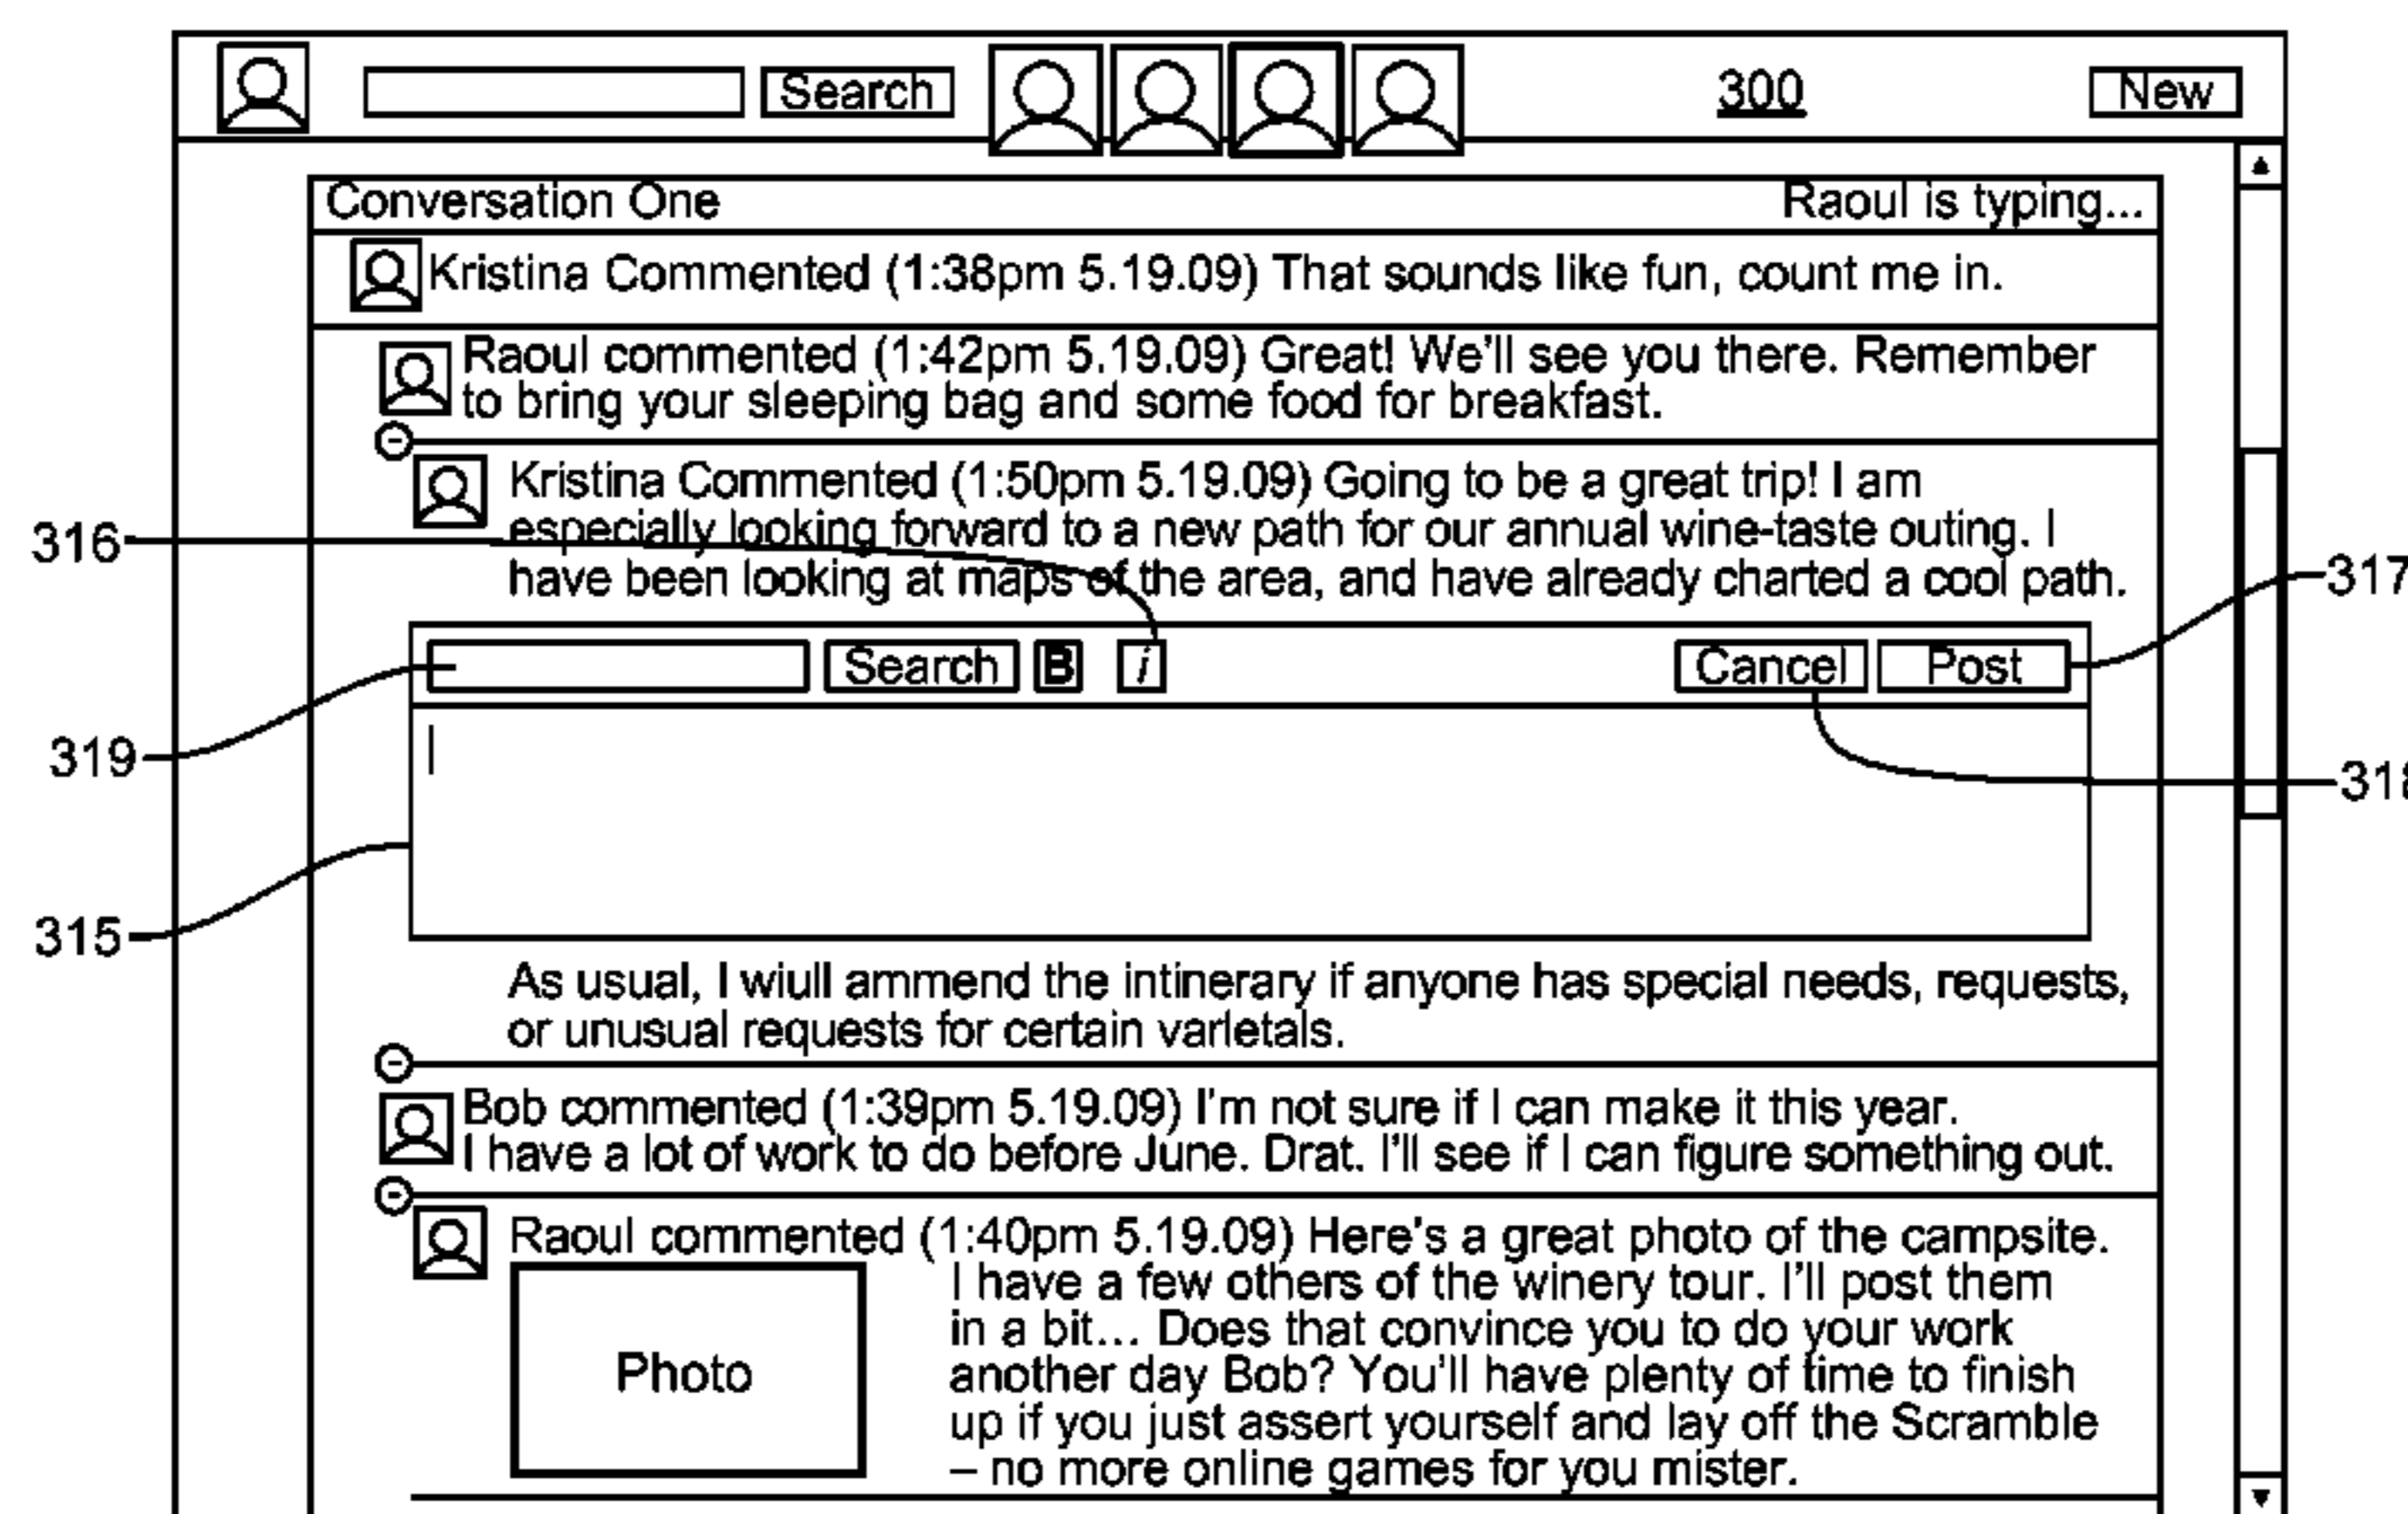 Search 300 New
Conversation One Raoul is typing...
Kristina Commented (1:38pm 5.19.09) That sounds like fun, count me in.
Raoul commented (1:42pm 5.19.09) Great! We'll see you there. Remember
to bring your sleeping bag and some food for breakfast.
Kristina Commented (1:50pm 5.19.09) Going to be a great trip! I am
especially looking forward to a new path for our annual wine-taste outing. I
have been looking at maps of the area, and have already charted a cool path.
316
317
Search B i Cancel Post
319
318
315
As usual, I wiull ammend the intinerary if anyone has special needs, requests,
or unusual requests for certain varletals.
Bob commented (1:39pm 5.19.09) I'm not sure if I can make it this year.
I have a lot of work to do before June. Drat. I'll see if I can figure something out.
Raoul commented (1:40pm 5.19.09) Here's a great photo of the campsite.
I have a few others of the winery tour. I'll post them
in a bit... Does that convince you to do your work
Photo
another day Bob? You'll have plenty of time to finish
up if you just assert yourself and lay off the Scramble
– no more online games for you mister.